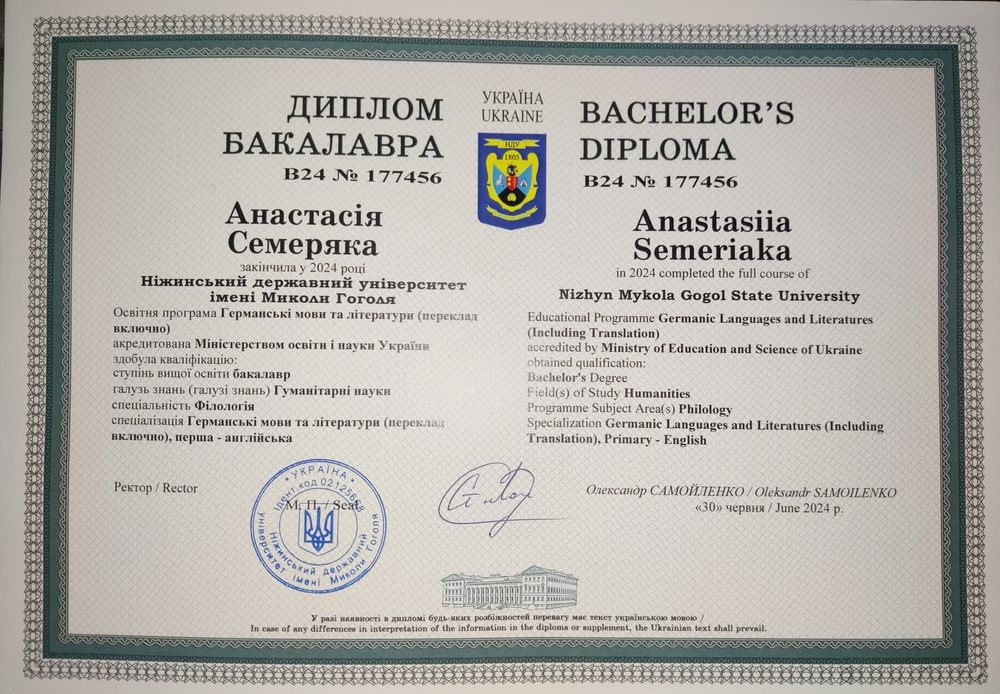 ДИПЛОМ
БАКАЛАВРА
В24 № 177456
Анастасія
Семеряка
закінчила у 2024 році
Ніжинський державний університет
імені Миколи Гоголя
Освітня програма Германські мови та літератури (переклад
включно)
акредитована Міністерством освіти і науки України
здобула кваліфікацію:
ступінь вищої освіти бакалавр
галузь знань (галузі знань) Гуманітарні науки
спеціальність Філологія
спеціалізація Германські мови та літератури (переклад
включно), перша - англійська
УКРАЇНА
UKRAINE
НДУ
1805
BACHELOR'S
DIPLOMA
B24 № 177456
Anastasiia
Semeriaka
in 2024 completed the full course of
Nizhyn Mykola Gogol State University
Educational Programme Germanic Languages and Literatures
(Including Translation)
accredited by Ministry of Education and Science of Ukraine
obtained qualification:
Bachelor's Degree
Field(s) of Study Humanities
Programme Subject Area(s) Philology
Specialization Germanic Languages and Literatures (Including
Translation), Primary - English
Ректор / Rector
М. П. / Seal
УКРАЇНА
Ідент. код
Ніжинський державний
університет імені Миколи Гоголя
Олександр САМОЙЛЕНКО / Oleksandr SAMOILENKO
«30» червня / June 2024 р.
У разі наявності в дипломі будь-яких розбіжностей перевагу має текст українською мовою /
In case of any differences in interpretation of the information in the diploma or supplement, the Ukrainian text shall prevail.